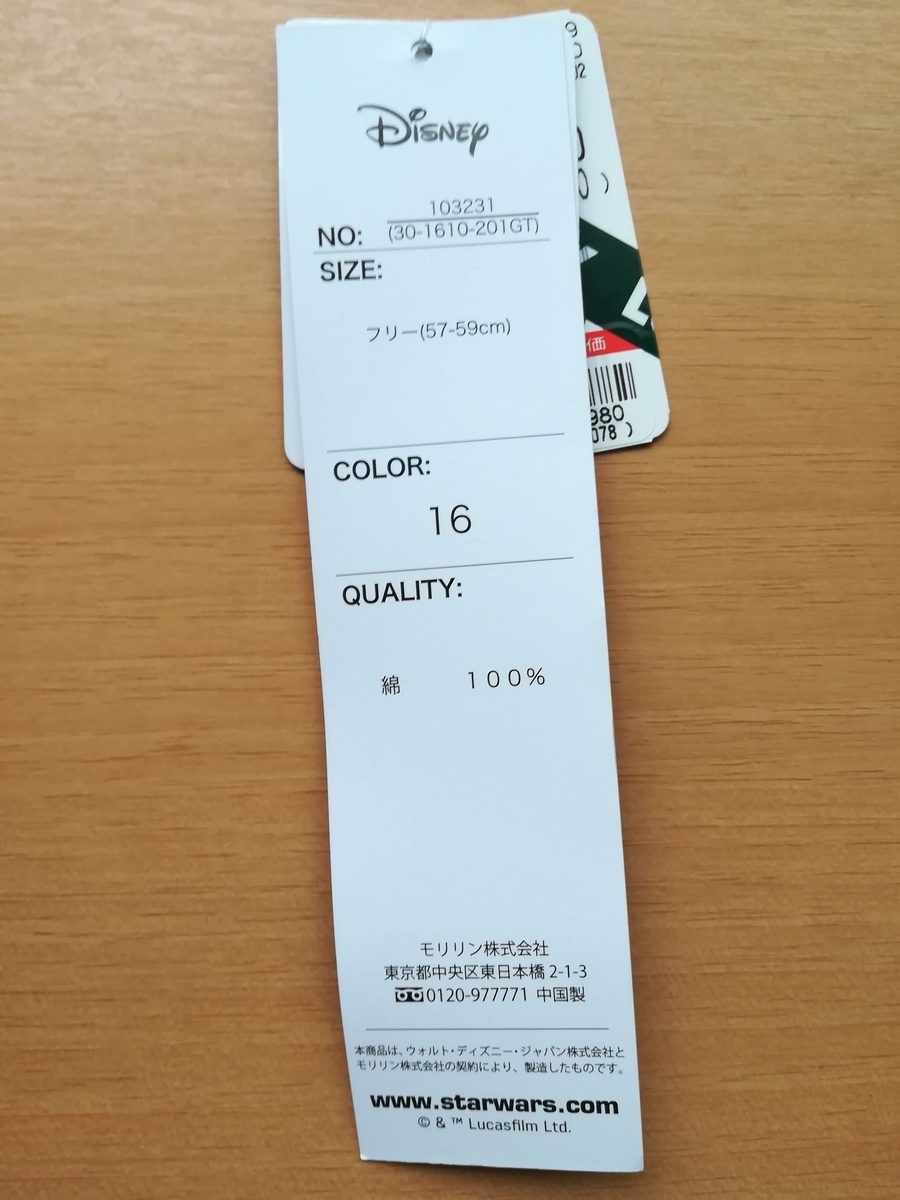 Disney
103231
NO: (30-1610-201GT)
SIZE:
フリー(57-59cm)
COLOR:
16
QUALITY:
綿 100%
モリリン株式会社
東京都中央区東日本橋2-1-3
0120-977771 中国製
本商品は、ウォルト・ディズニー・ジャパン株式会社と
モリリン株式会社の契約により、製造したものです。
www.starwars.com
© & ™ Lucasfilm Ltd.
価
980
078 )